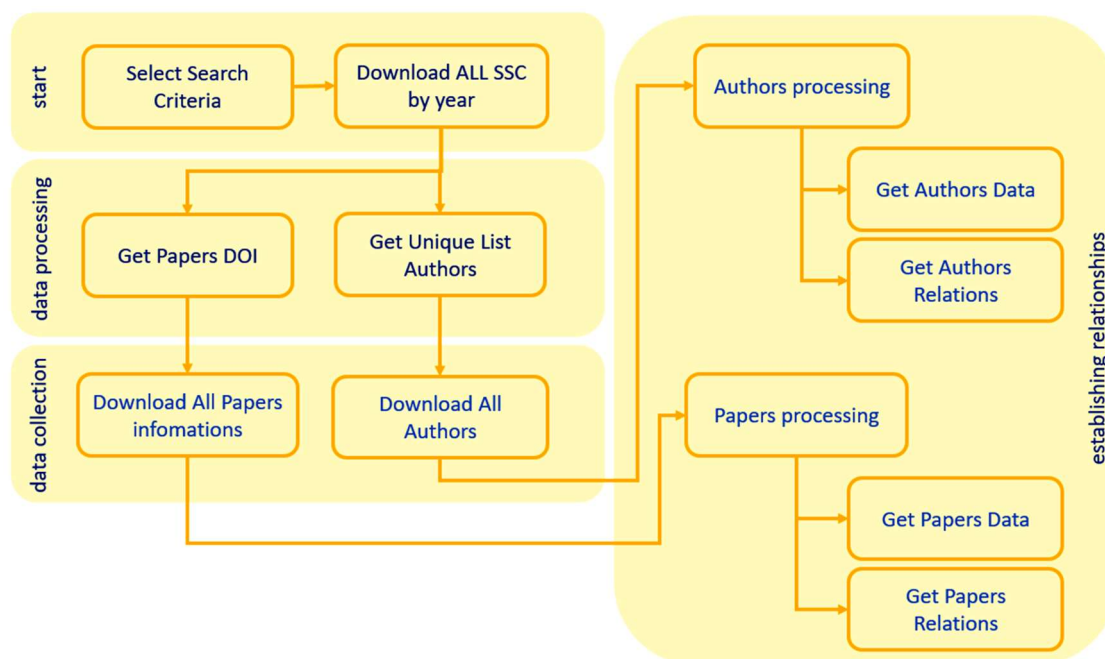 start
Select Search
Criteria
Download ALL SSC
by year
data processing
Get Papers DOI
Get Unique List
Authors
data collection
Download All Papers
infomations
Download All
Authors
Authors processing
Get Authors Data
Get Authors
Relations
Papers processing
Get Papers Data
Get Papers
Relations
establishing relationships